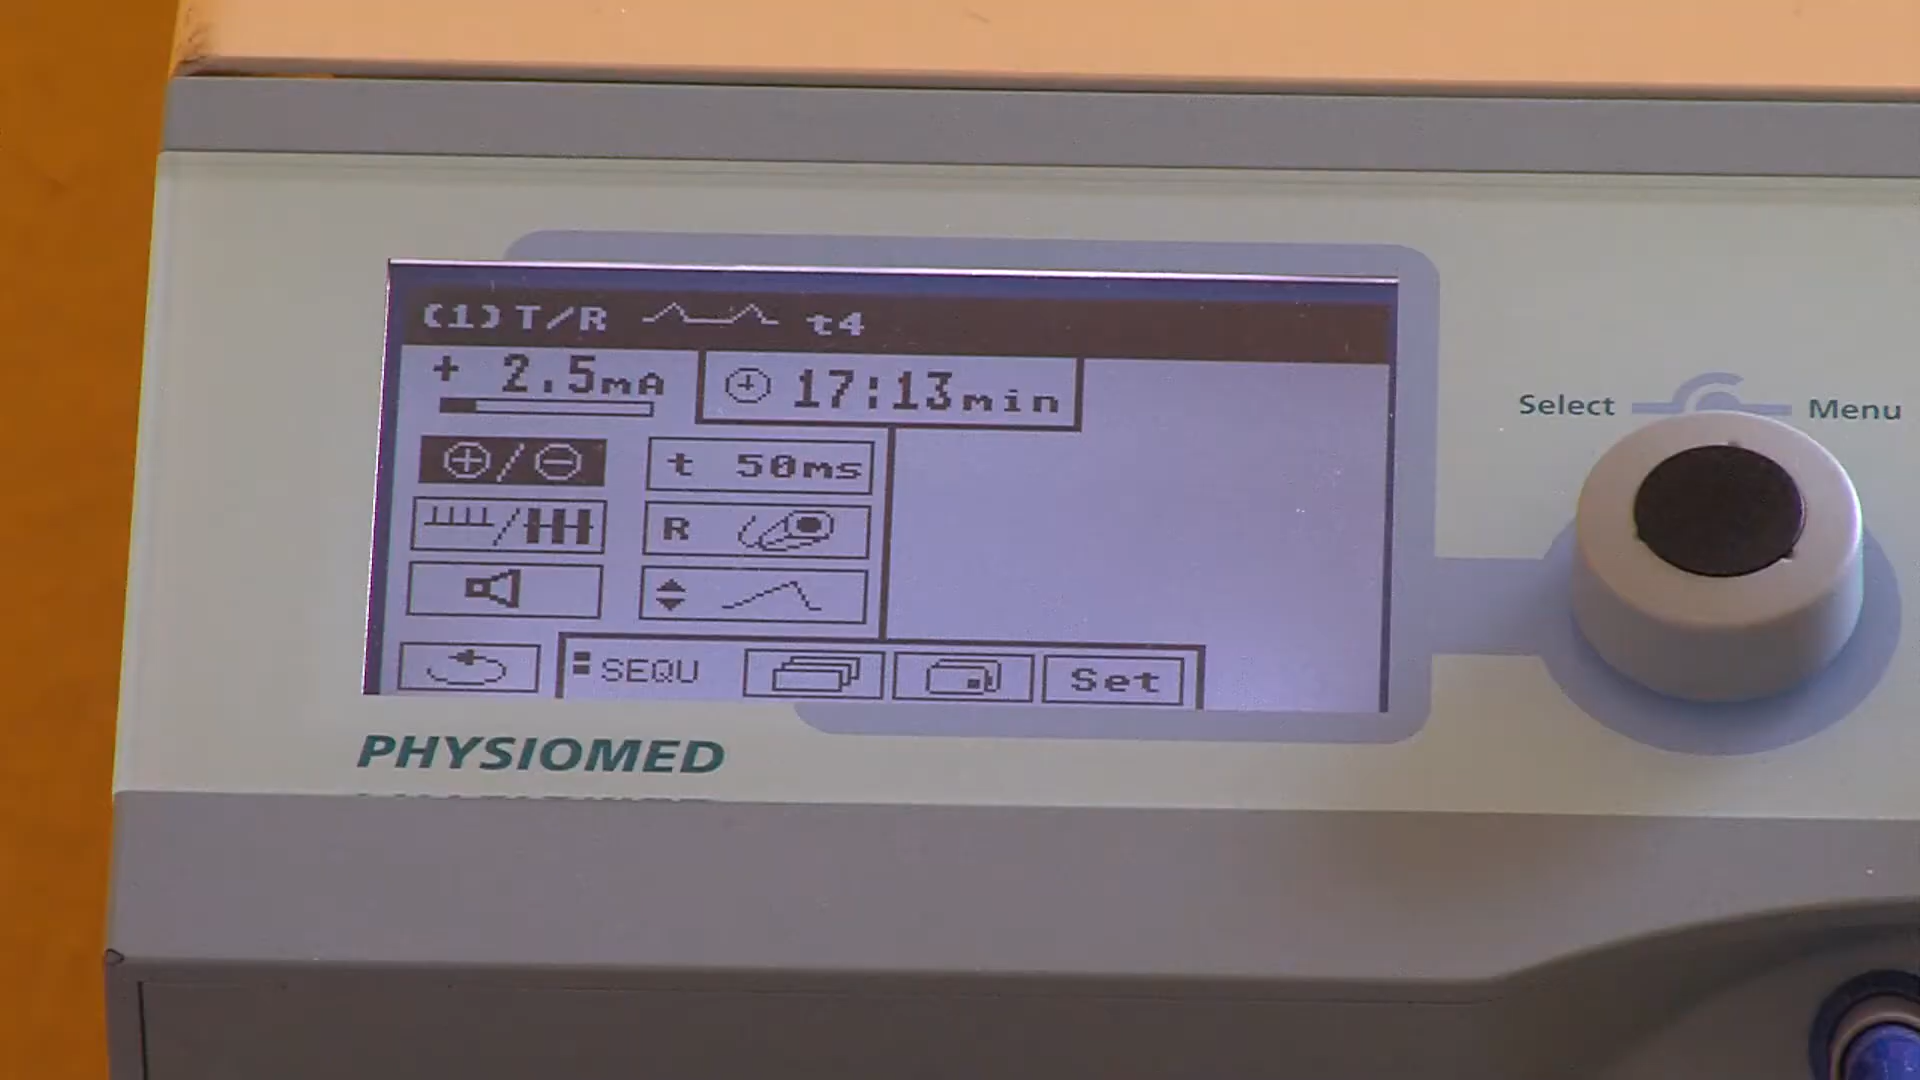 (1) T/R t4
+ 2.5mA 17:13min
⊕/⊖ t 50ms
R
SEQU Set
Select Menu
PHYSIOMED